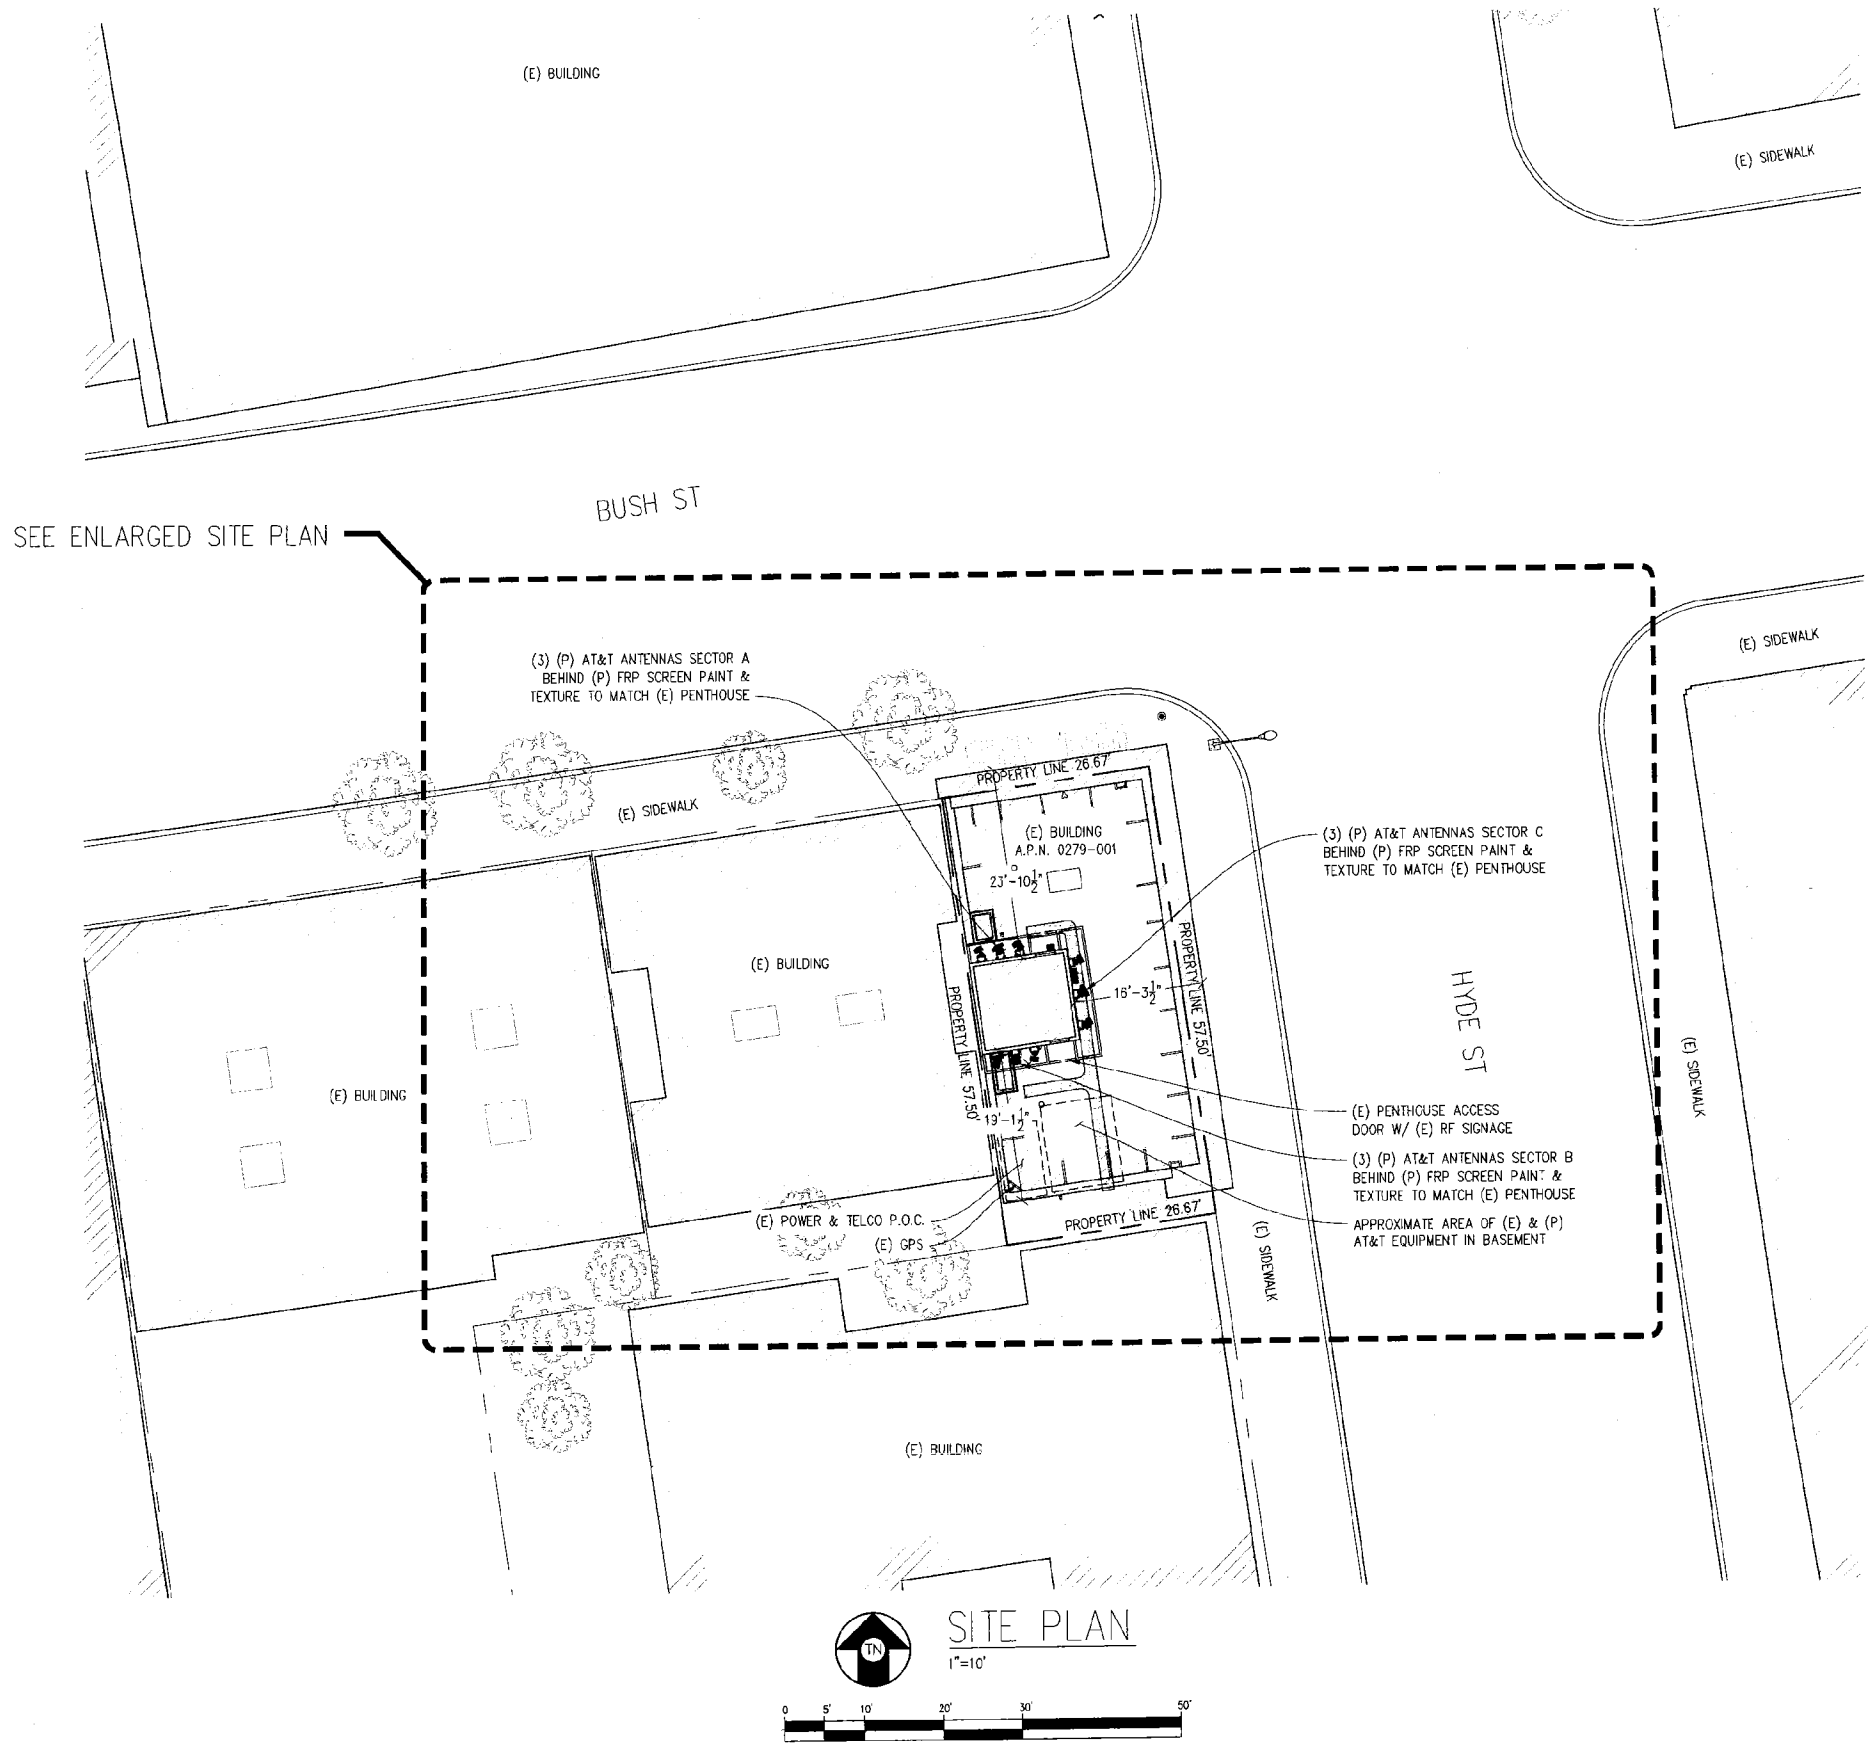 (E) BUILDING
(E) SIDEWALK
BUSH ST
SEE ENLARGED SITE PLAN
(E) SIDEWALK
(3) (P) AT&T ANTENNAS SECTOR A
BEHIND (P) FRP SCREEN PAINT &
TEXTURE TO MATCH (E) PENTHOUSE
PROPERTY LINE 26.67'
(E) SIDEWALK
(E) BUILDING
A.P.N. 0279-001
(3) (P) AT&T ANTENNAS SECTOR C
BEHIND (P) FRP SCREEN PAINT &
TEXTURE TO MATCH (E) PENTHOUSE
23'-10½"
(E) BUILDING
PROPERTY LINE 57.50'
16'-3½"
PROPERTY LINE 57.50'
HYDE ST
(E) SIDEWALK
(E) BUILDING
19'-1½"
(E) PENTHOUSE ACCESS
DOOR W/ (E) RF SIGNAGE
(3) (P) AT&T ANTENNAS SECTOR B
BEHIND (P) FRP SCREEN PAINT &
TEXTURE TO MATCH (E) PENTHOUSE
(E) POWER & TELCO P.O.C.
PROPERTY LINE 26.67'
APPROXIMATE AREA OF (E) & (P)
AT&T EQUIPMENT IN BASEMENT
(E) GPS
(E) SIDEWALK
(E) BUILDING
TN
SITE PLAN
1"=10'
0 5' 10' 20' 30' 50'